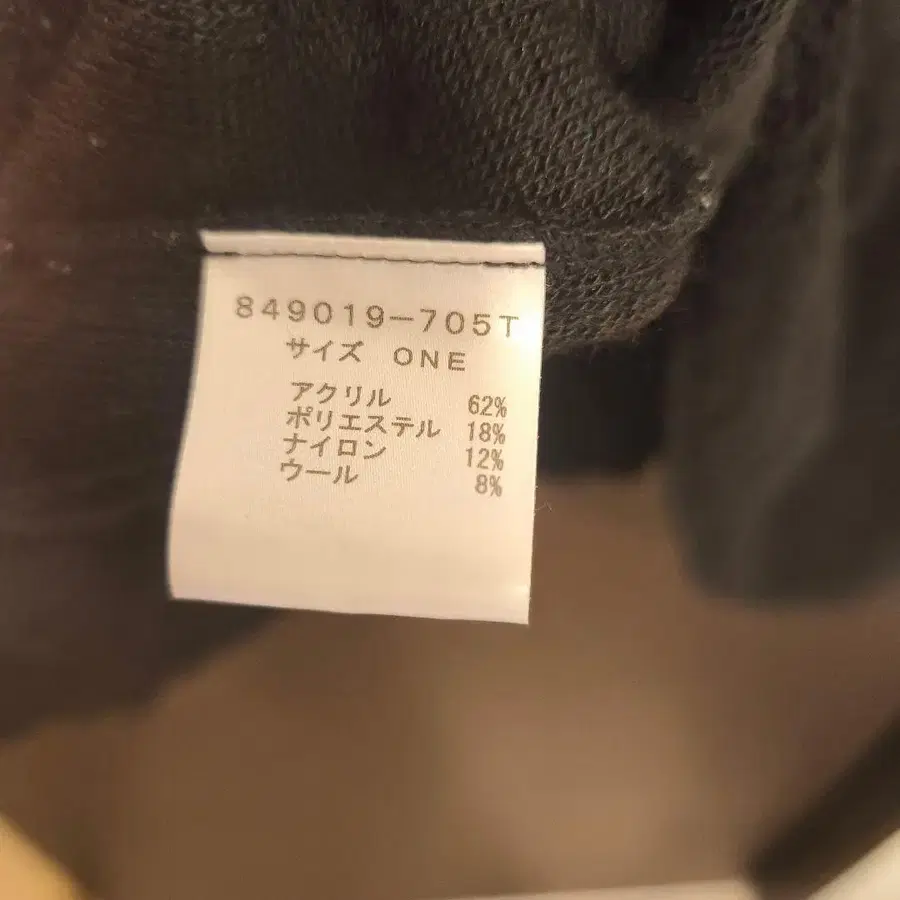 849019-705T
サイズ ONE
アクリル 62%
ポリエステル 18%
ナイロン 12%
ウール 8%